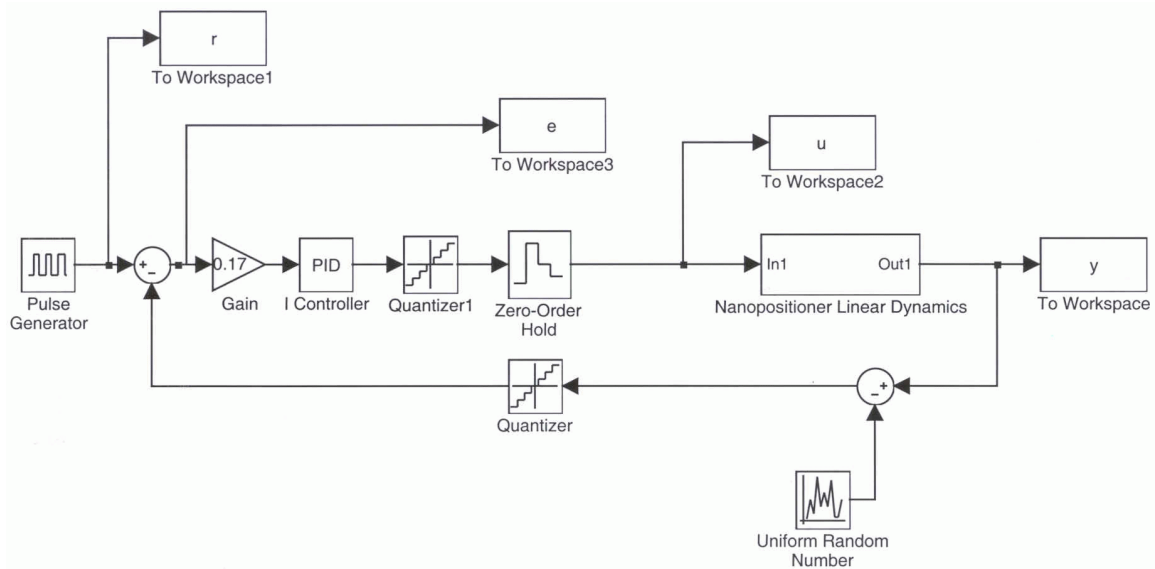 r
To Workspace1
e
To Workspace3
u
To Workspace2
Pulse
Generator
+
−
0.17
Gain
PID
I Controller
Quantizer1
Zero-Order
Hold
In1
Out1
Nanopositioner Linear Dynamics
y
To Workspace
Quantizer
−
+
Uniform Random
Number